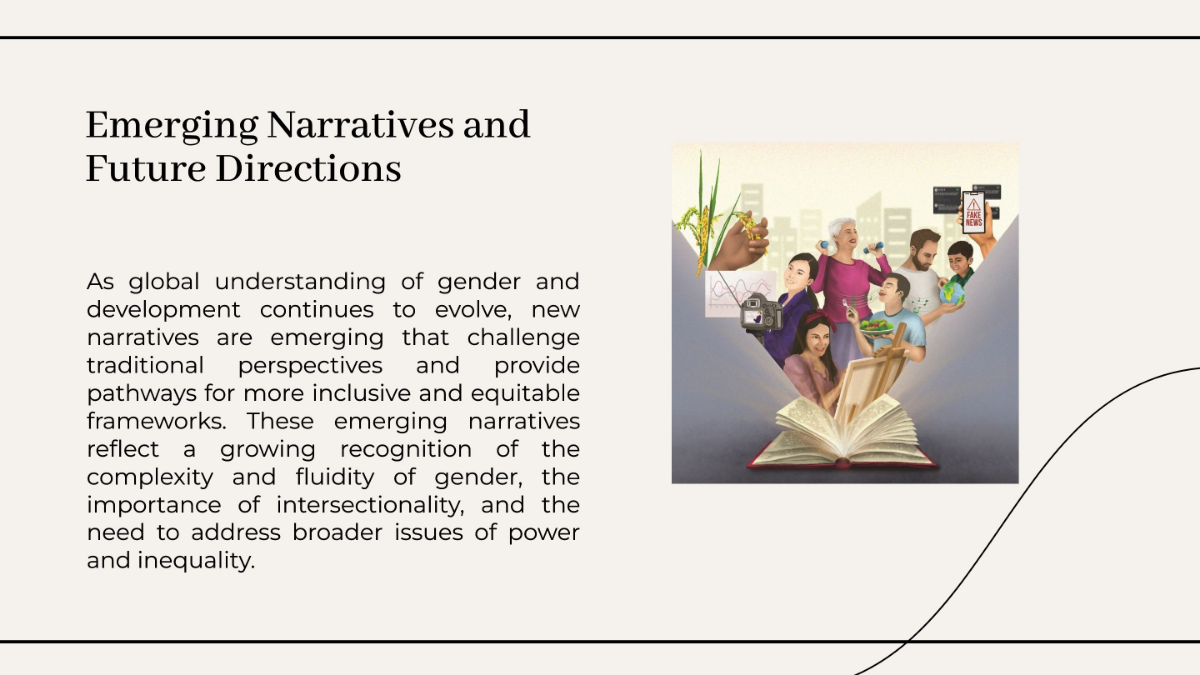 Emerging Narratives and
Future Directions
As global understanding of gender and
development continues to evolve, new
narratives are emerging that challenge
traditional perspectives and provide
pathways for more inclusive and equitable
frameworks. These emerging narratives
reflect a growing recognition of the
complexity and fluidity of gender, the
importance of intersectionality, and the
need to address broader issues of power
and inequality.
FAKE
NEWS